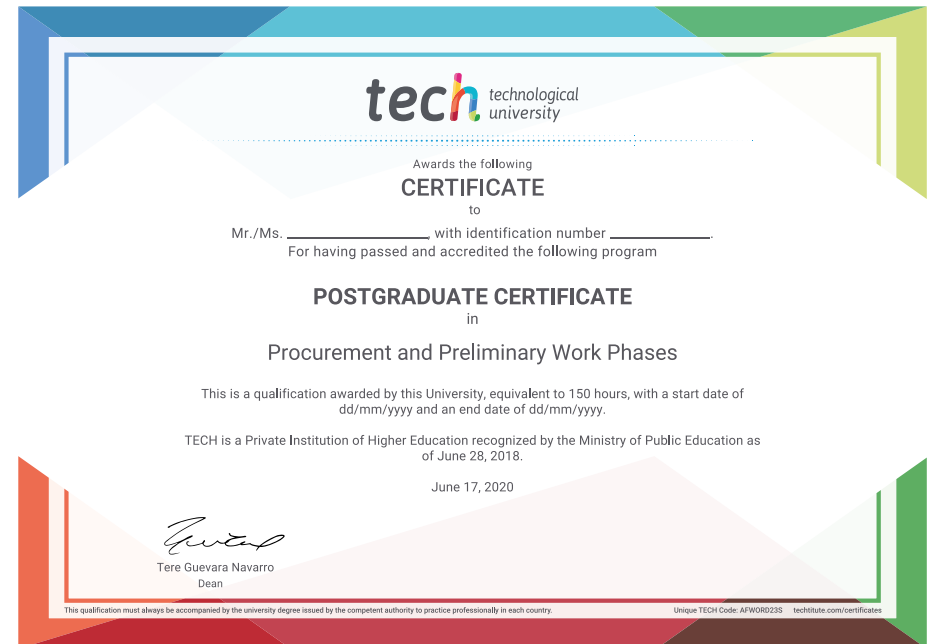 tech technological
university
Awards the following
CERTIFICATE
to
Mr./Ms. ____________________, with identification number ______________.
For having passed and accredited the following program
POSTGRADUATE CERTIFICATE
in
Procurement and Preliminary Work Phases
This is a qualification awarded by this University, equivalent to 150 hours, with a start date of
dd/mm/yyyy and an end date of dd/mm/yyyy.
TECH is a Private Institution of Higher Education recognized by the Ministry of Public Education as
of June 28, 2018.
June 17, 2020
Tere Guevara Navarro
Dean
This qualification must always be accompanied by the university degree issued by the competent authority to practice professionally in each country.
Unique TECH Code: AFWORD23S techtitute.com/certificates